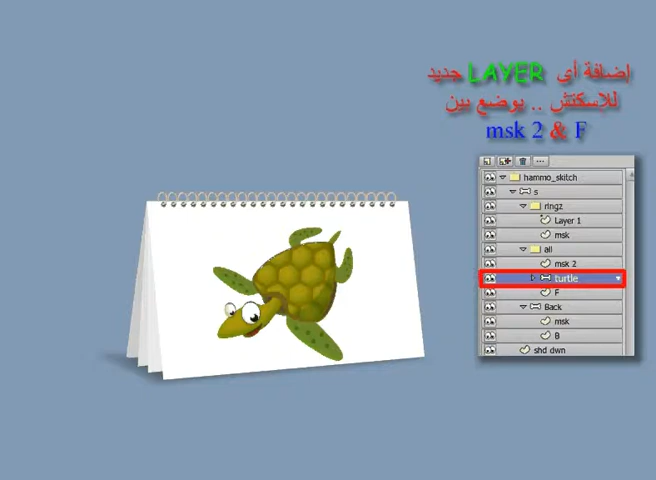 إضافة أى LAYER جديد
للاسكتش .. يوضع بين
msk 2 & F
hammo_skitch
s
ringz
Layer 1
msk
all
msk 2
turtle
F
Back
msk
B
shd dwn